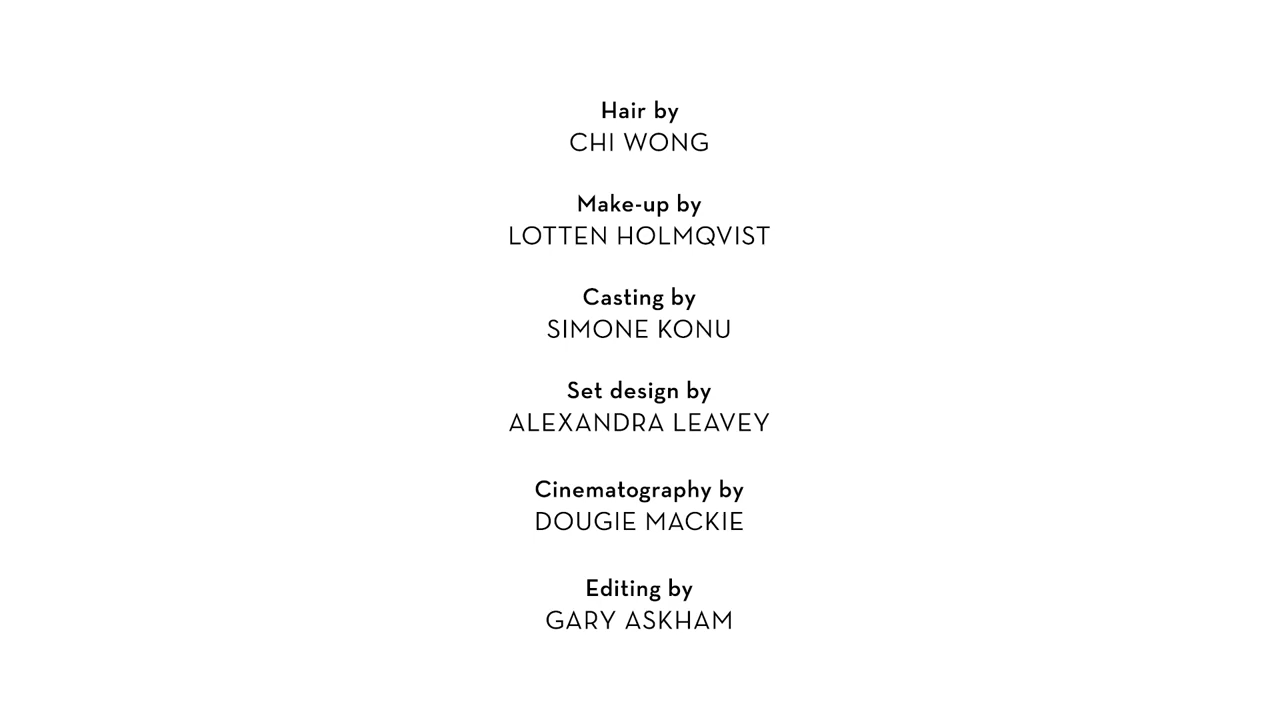 Hair by
CHI WONG
Make-up by
LOTTEN HOLMQVIST
Casting by
SIMONE KONU
Set design by
ALEXANDRA LEAVEY
Cinematography by
DOUGIE MACKIE
Editing by
GARY ASKHAM